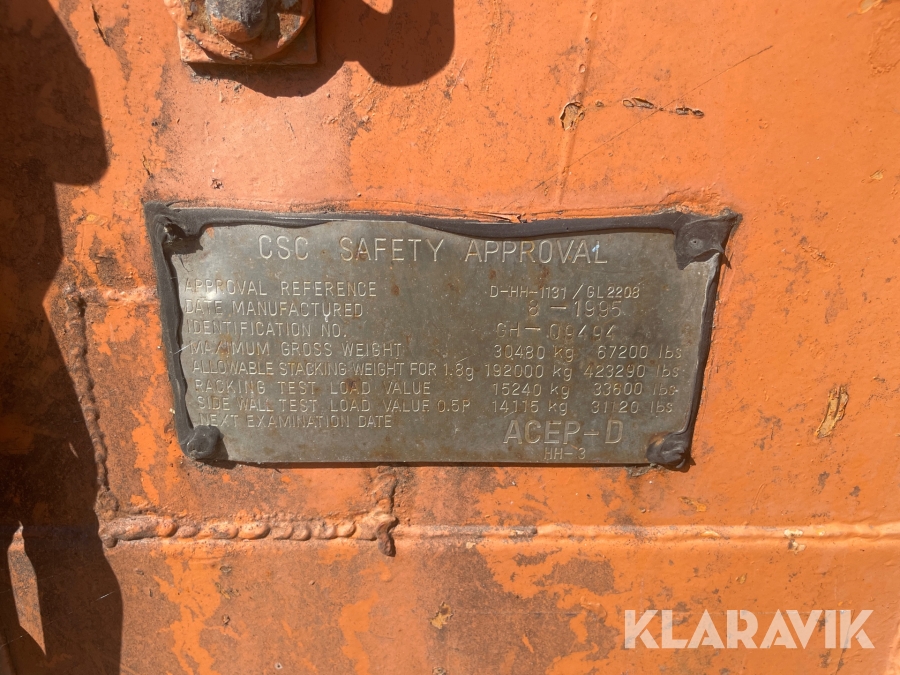 CSC SAFETY APPROVAL
APPROVAL REFERENCE D-HH-1131/GL2208
DATE MANUFACTURED 8-1995
IDENTIFICATION NO. GH-09494
MAXIMUM GROSS WEIGHT 30480 kg 67200 lbs
ALLOWABLE STACKING WEIGHT FOR 1.8g 192000 kg 423290 lbs
RACKING TEST LOAD VALUE 15240 kg 33600 lbs
SIDE WALL TEST LOAD VALUE 0.5P 14115 kg 31120 lbs
NEXT EXAMINATION DATE ACEP-D
HH-3
KLARAVIK